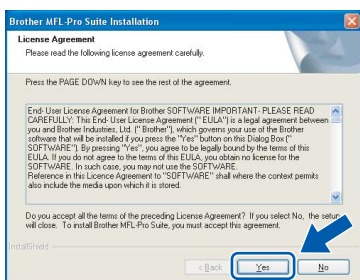 Brother MFL-Pro Suite Installation
License Agreement
Please read the following license agreement carefully.
Press the PAGE DOWN key to see the rest of the agreement.
End- User License Agreement for Brother SOFTWARE IMPORTANT- PLEASE READ
CAREFULLY: This End- User License Agreement (" EULA") is a legal agreement between
you and Brother Industries, Ltd. (" Brother"), which governs your use of the Brother
software that will be installed if you press the "Yes" button on this Dialog Box ("
SOFTWARE"). By pressing "Yes", you agree to be legally bound by the terms of this
EULA. If you do not agree to the terms of this EULA, you obtain no license for the
SOFTWARE. In such case, you may not use the SOFTWARE.
Reference in this Licence Agreement to "SOFTWARE" shall where the context permits
also include the media upon which it is stored.
Do you accept all the terms of the preceding License Agreement? If you select No, the setup
will close. To install Brother MFL-Pro Suite, you must accept this agreement.
InstallShield
< Back Yes No